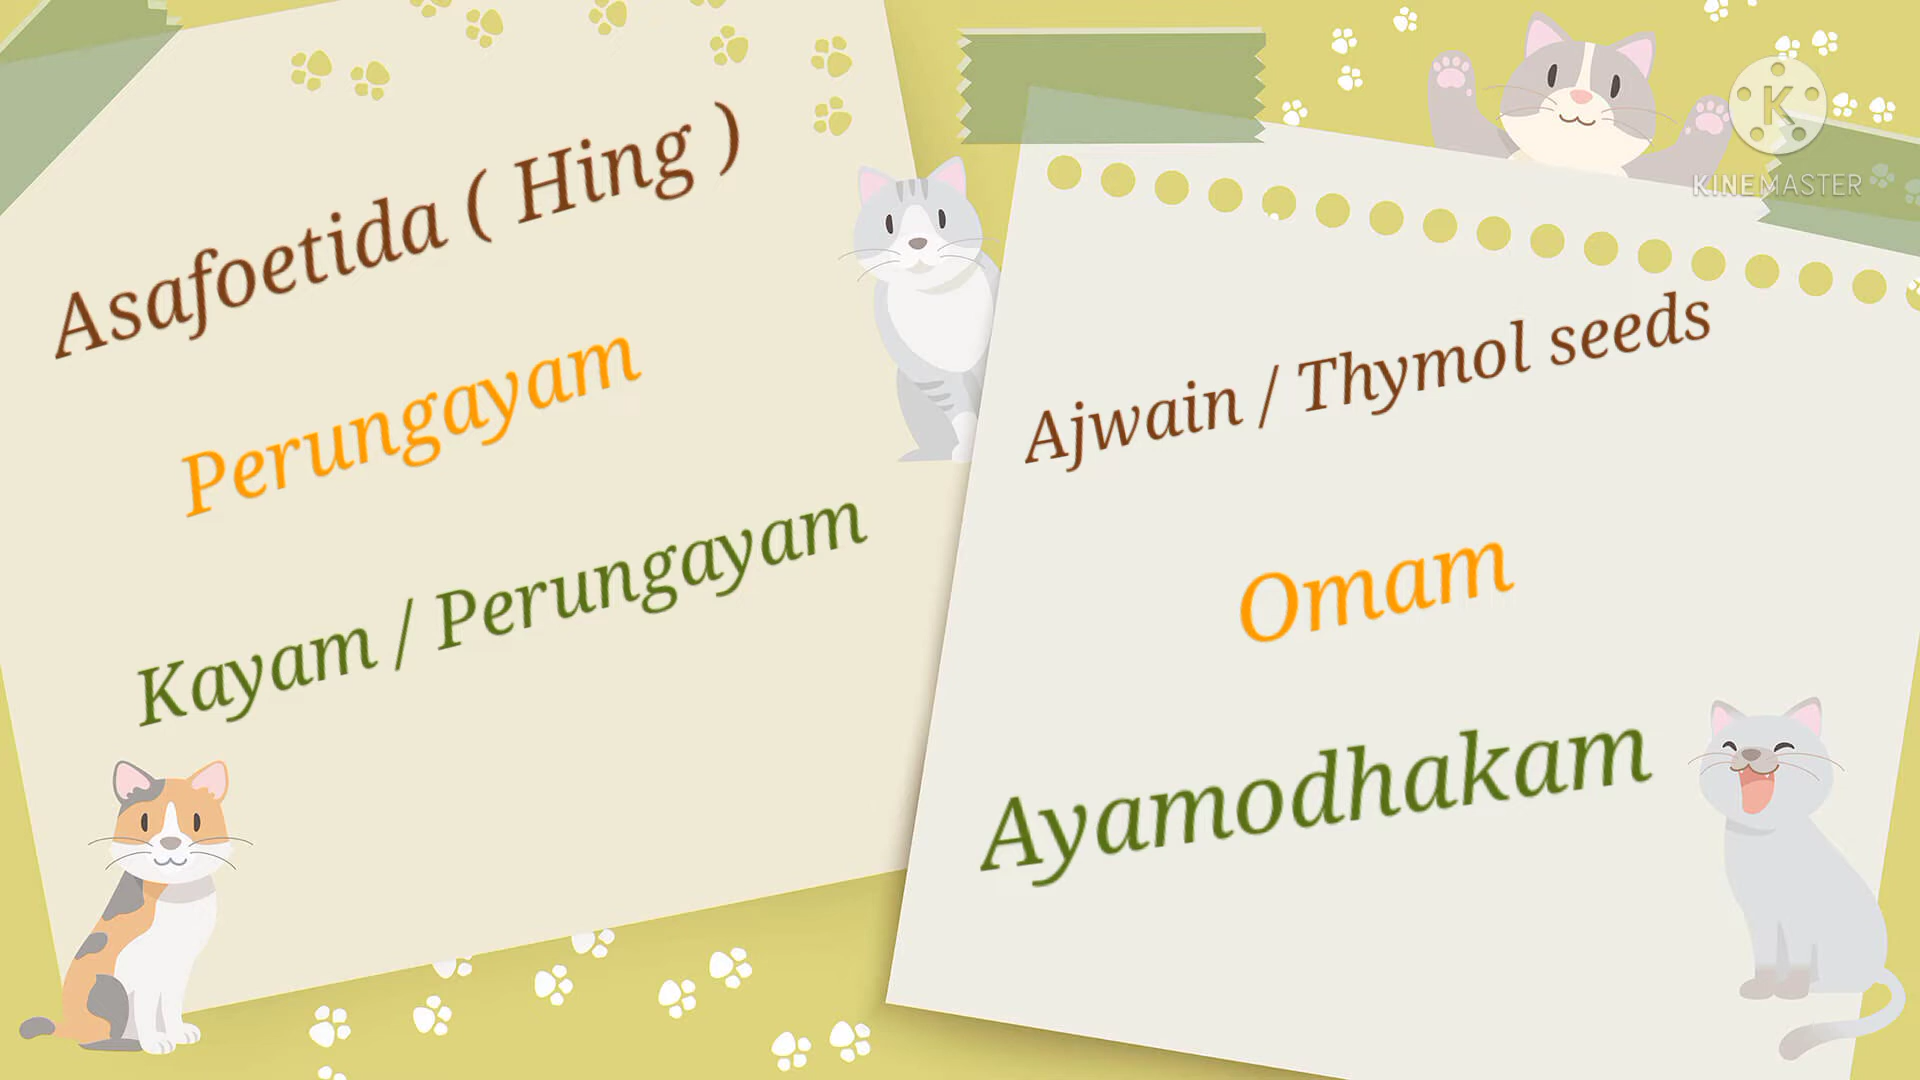 Asafoetida ( Hing )
Perungayam
Kayam / Perungayam
Ajwain / Thymol seeds
Omam
Ayamodhakam
K
KINEMASTER